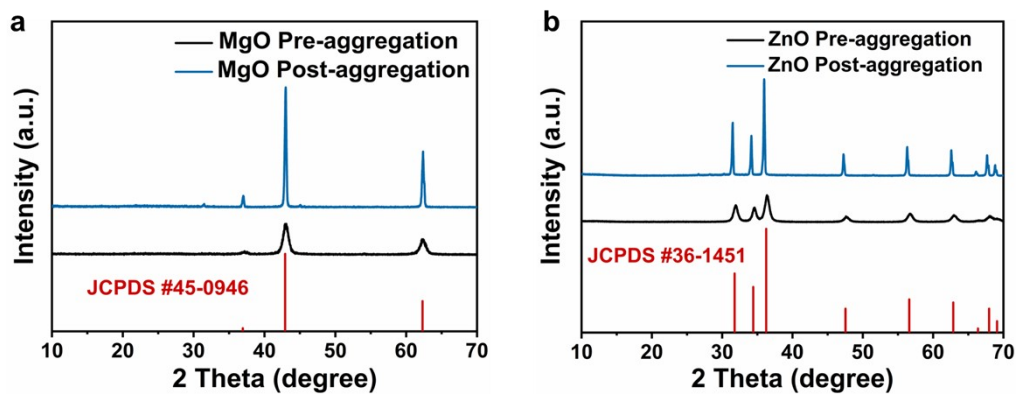 a
MgO Pre-aggregation
MgO Post-aggregation
Intensity (a.u.)
JCPDS #45-0946
10 20 30 40 50 60 70
2 Theta (degree)
b
ZnO Pre-aggregation
ZnO Post-aggregation
Intensity (a.u.)
JCPDS #36-1451
10 20 30 40 50 60 70
2 Theta (degree)